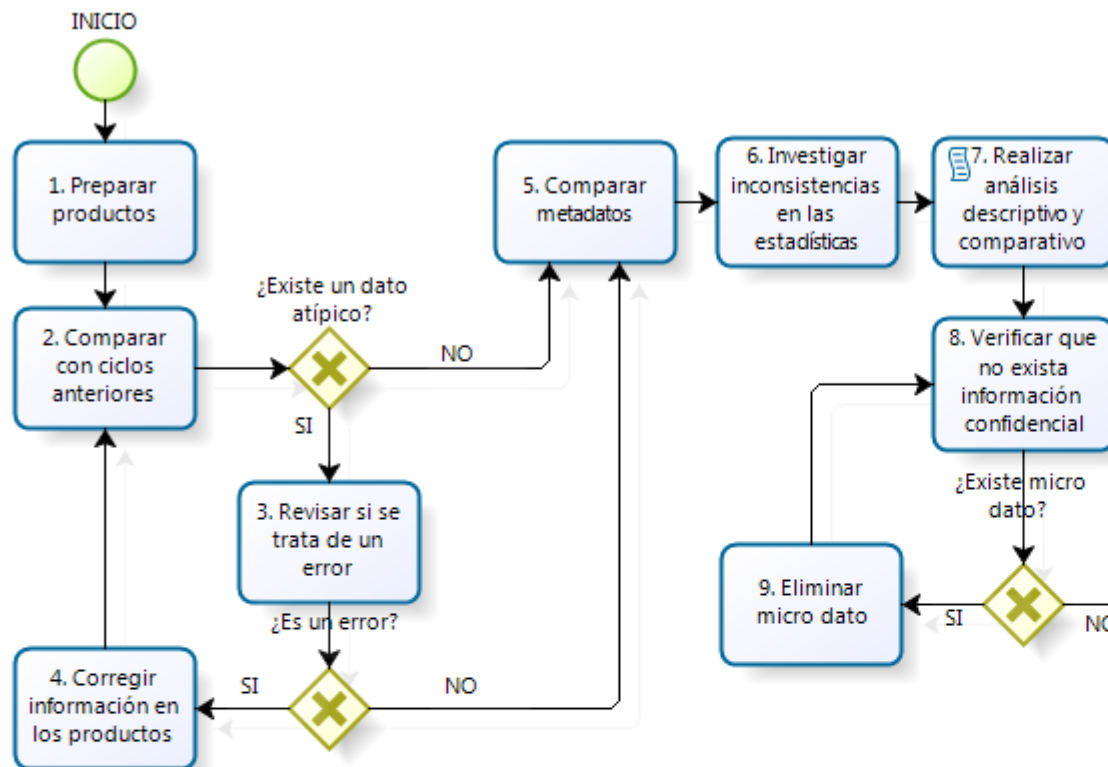 INICIO
1. Preparar
productos
2. Comparar
con ciclos
anteriores
¿Existe un dato
atípico?
NO
SI
3. Revisar si se
trata de un
error
¿Es un error?
SI
NO
4. Corregir
información en
los productos
5. Comparar
metadatos
6. Investigar
inconsistencias
en las
estadísticas
7. Realizar
análisis
descriptivo y
comparativo
8. Verificar que
no exista
información
confidencial
¿Existe micro
dato?
SI
NO
9. Eliminar
micro dato